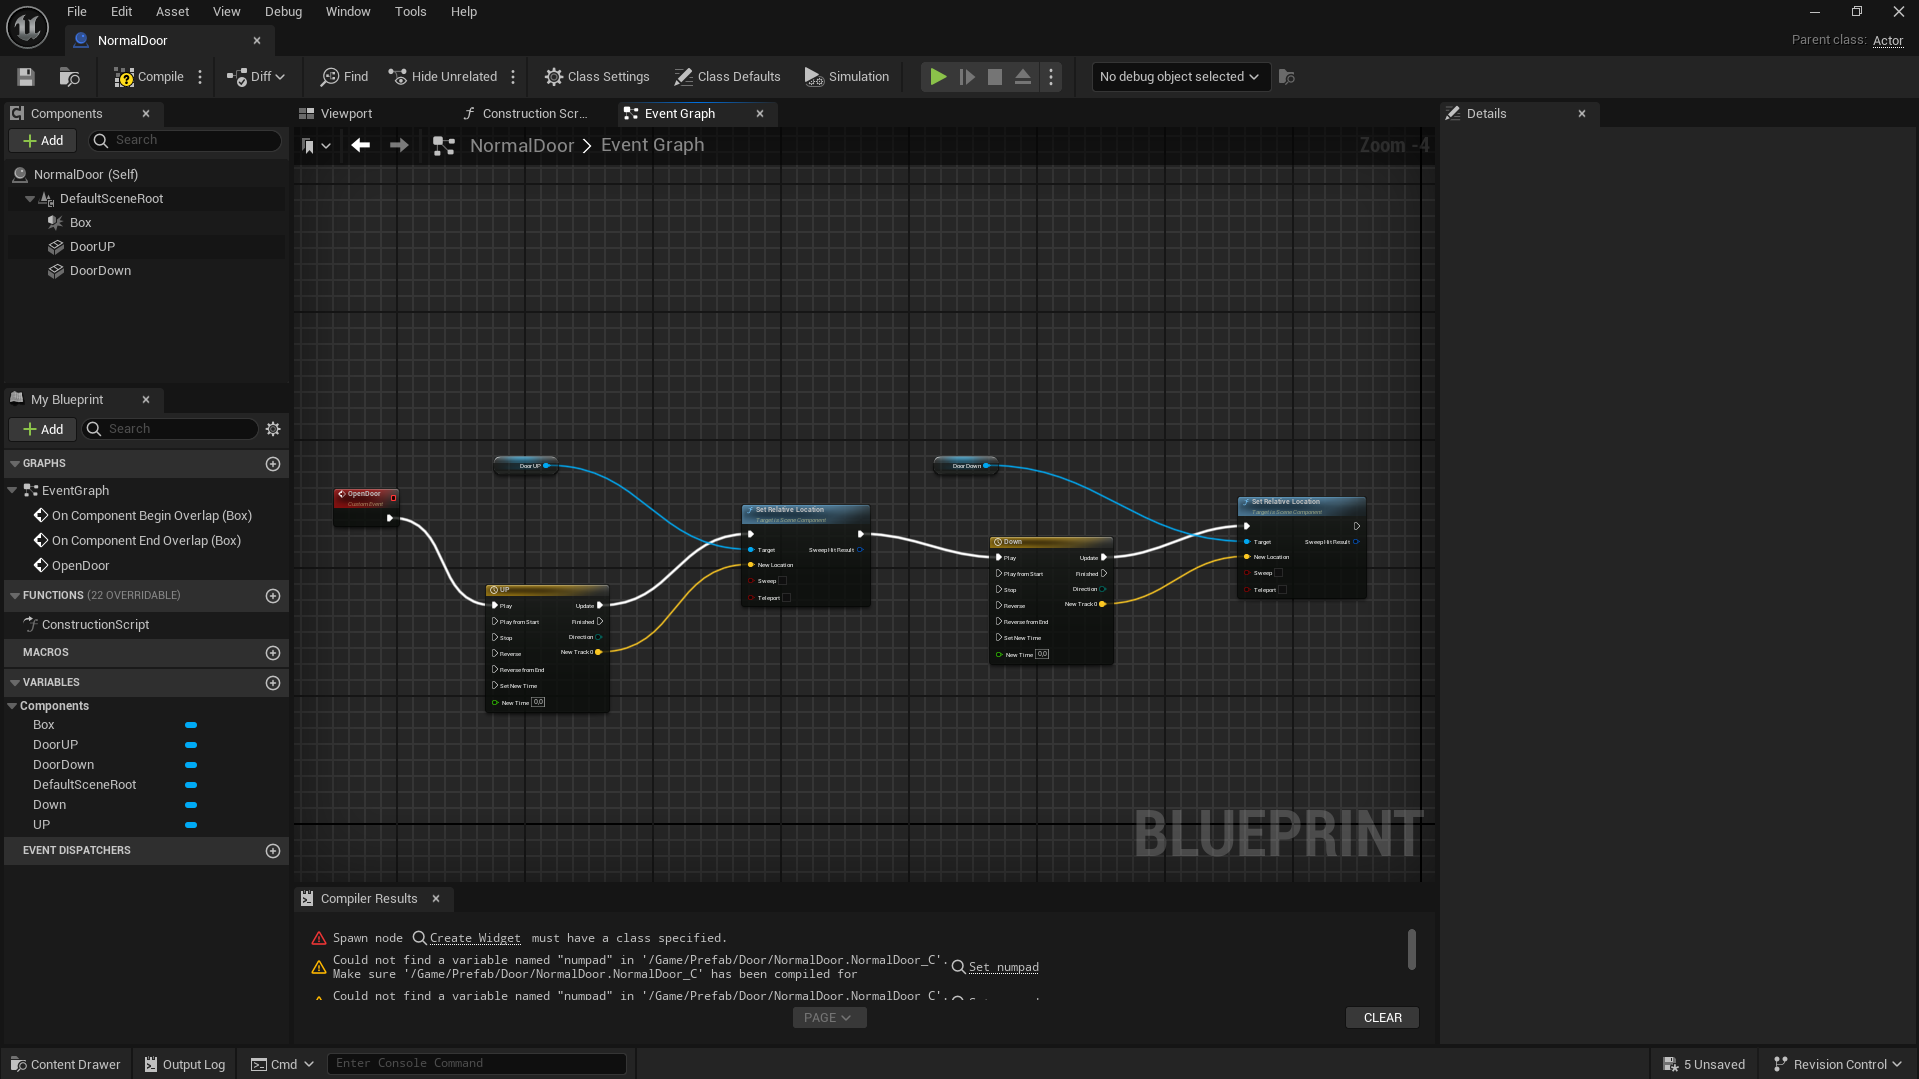 File Edit Asset View Debug Window Tools Help
NormalDoor
Parent class: Actor
Compile Diff Find Hide Unrelated Class Settings Class Defaults Simulation No debug object selected
Components
Viewport Construction Scr... Event Graph
Details
Add Search
NormalDoor > Event Graph
Zoom -4
NormalDoor (Self)
DefaultSceneRoot
Box
DoorUP
DoorDown
My Blueprint
Add Search
GRAPHS
EventGraph
On Component Begin Overlap (Box)
On Component End Overlap (Box)
OpenDoor
FUNCTIONS (22 OVERRIDABLE)
ConstructionScript
MACROS
VARIABLES
Components
Box
DoorUP
DoorDown
DefaultSceneRoot
Down
UP
EVENT DISPATCHERS
OpenDoor
Custom Event
Door UP
UP
Play Update
Play from Start Finished
Stop Direction
Reverse New Track 0
Reverse from End
Set New Time
New Time 0,0
Set Relative Location
Target is Scene Component
Target Sweep Hit Result
New Location
Sweep
Teleport
Door Down
Down
Play Update
Play from Start Finished
Stop Direction
Reverse New Track 0
Reverse from End
Set New Time
New Time 0,0
Set Relative Location
Target is Scene Component
Target Sweep Hit Result
New Location
Sweep
Teleport
BLUEPRINT
Compiler Results
Spawn node Create Widget must have a class specified.
Could not find a variable named "numpad" in '/Game/Prefab/Door/NormalDoor.NormalDoor_C'.
Make sure '/Game/Prefab/Door/NormalDoor.NormalDoor_C' has been compiled for Set numpad
Could not find a variable named "numpad" in '/Game/Prefab/Door/NormalDoor.NormalDoor_C'.
PAGE
CLEAR
Content Drawer Output Log Cmd Enter Console Command 5 Unsaved Revision Control